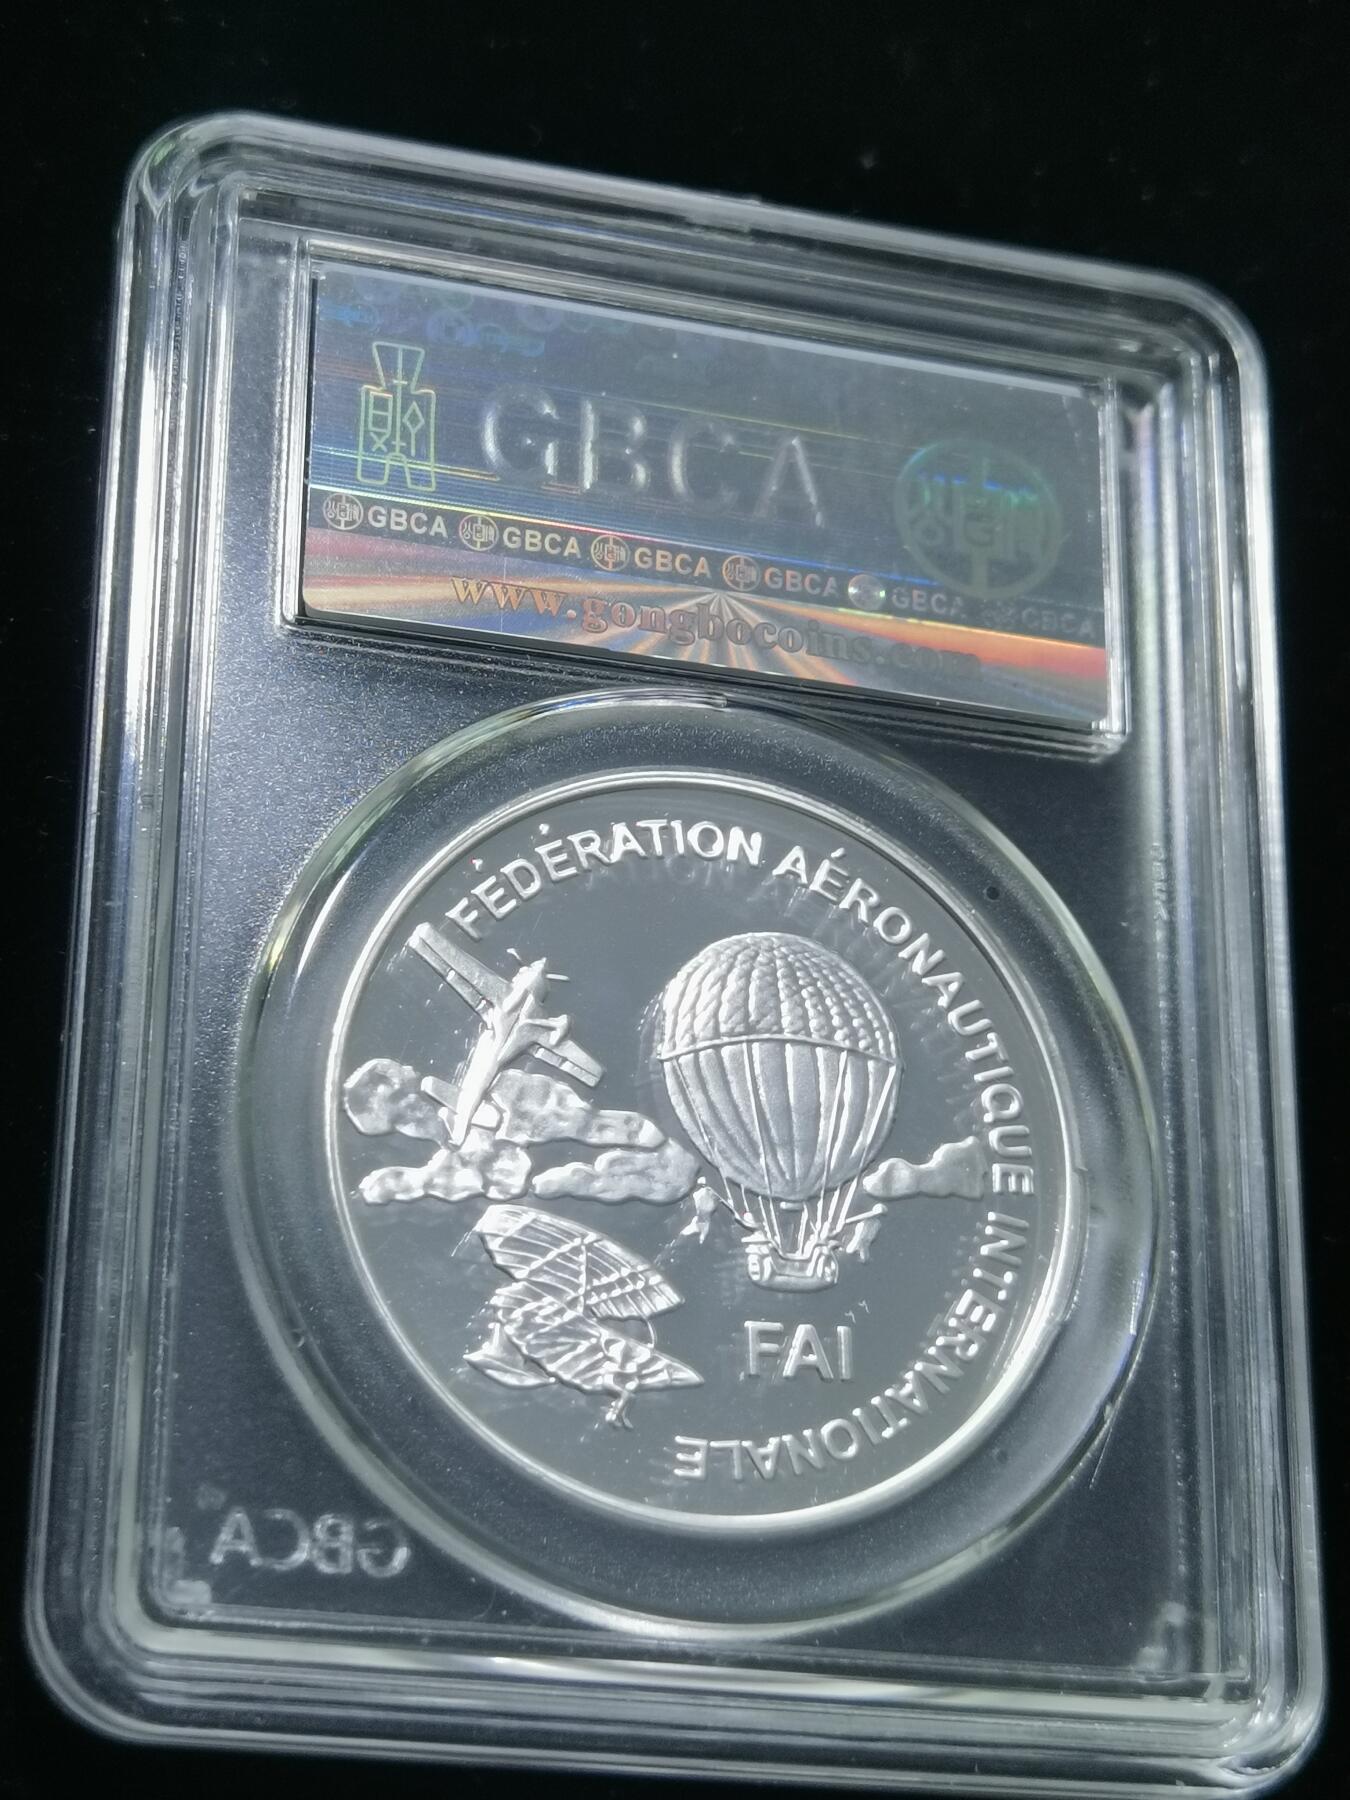 GBCA
GBCA GBCA GBCA GBCA GBCA GBCA
www.gongbocoins.com
FÉDÉRATION AÉRONAUTIQUE INTERNATIONALE
FAI
GBCA